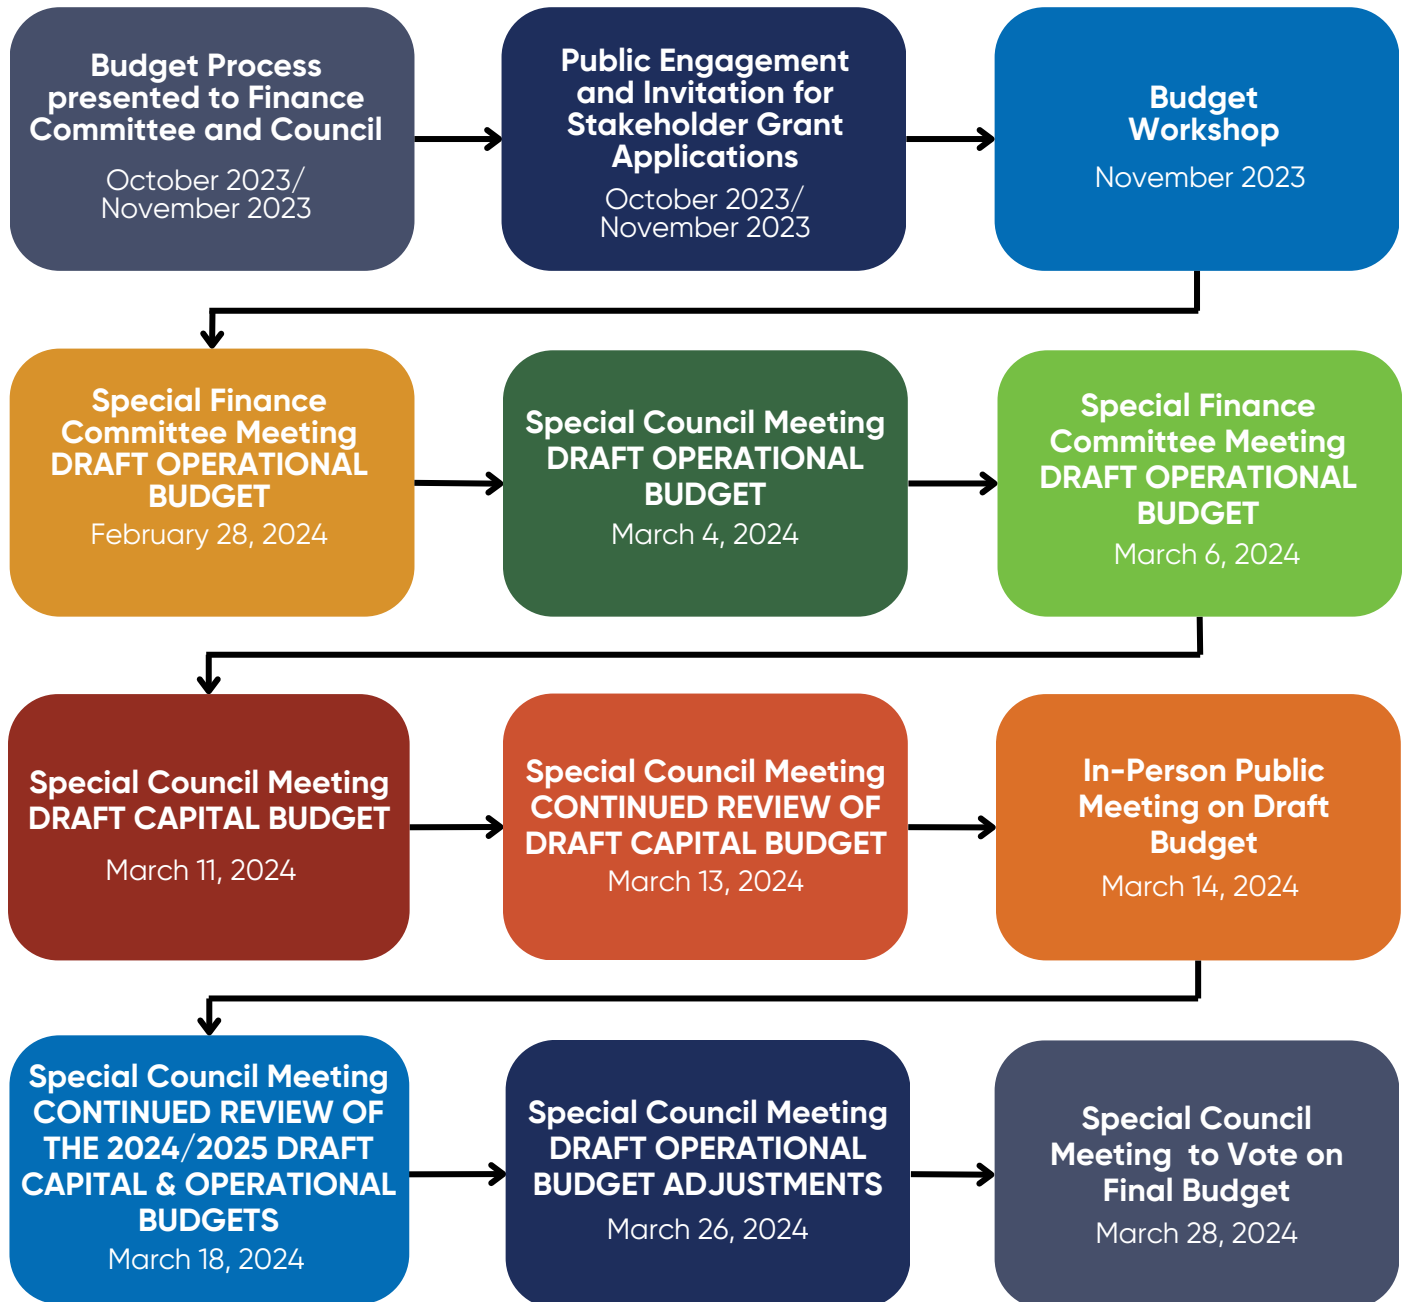 Budget Process
presented to Finance
Committee and Council
October 2023/
November 2023
Public Engagement
and Invitation for
Stakeholder Grant
Applications
October 2023/
November 2023
Budget
Workshop
November 2023
Special Finance
Committee Meeting
DRAFT OPERATIONAL
BUDGET
February 28, 2024
Special Council Meeting
DRAFT OPERATIONAL
BUDGET
March 4, 2024
Special Finance
Committee Meeting
DRAFT OPERATIONAL
BUDGET
March 6, 2024
Special Council Meeting
DRAFT CAPITAL BUDGET
March 11, 2024
Special Council Meeting
CONTINUED REVIEW OF
DRAFT CAPITAL BUDGET
March 13, 2024
In-Person Public
Meeting on Draft
Budget
March 14, 2024
Special Council Meeting
CONTINUED REVIEW OF
THE 2024/2025 DRAFT
CAPITAL & OPERATIONAL
BUDGETS
March 18, 2024
Special Council Meeting
DRAFT OPERATIONAL
BUDGET ADJUSTMENTS
March 26, 2024
Special Council
Meeting to Vote on
Final Budget
March 28, 2024